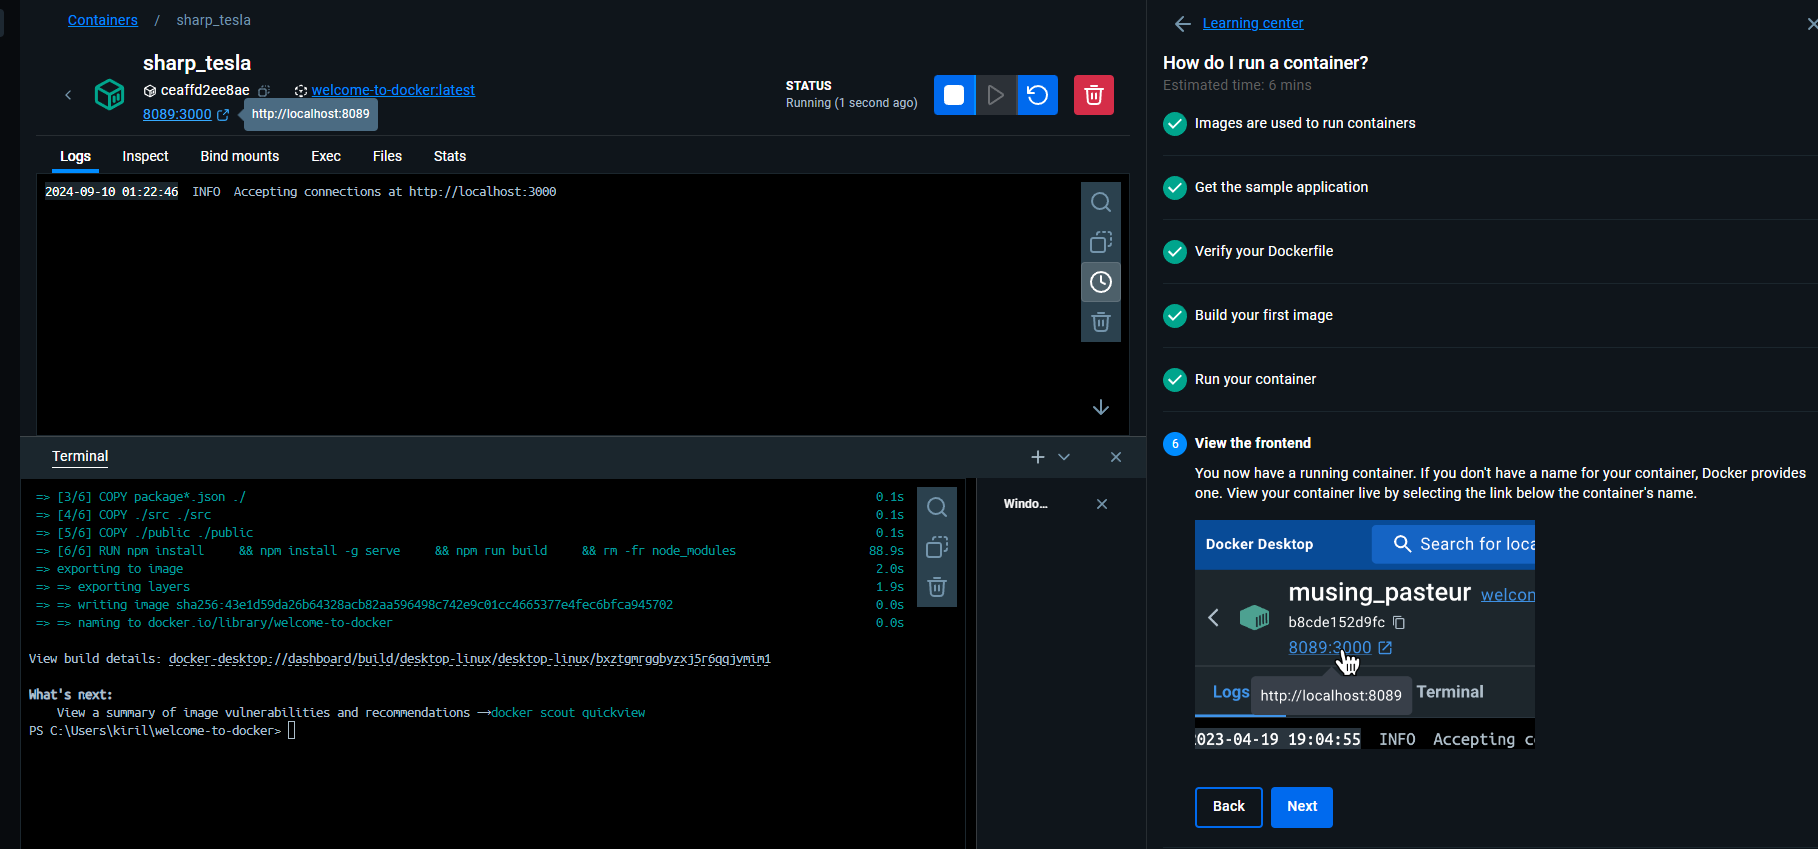 Containers / sharp_tesla
sharp_tesla
ceaffd2ee8ae welcome-to-docker:latest
8089:3000 http://localhost:8089
STATUS
Running (1 second ago)
Logs Inspect Bind mounts Exec Files Stats
2024-09-10 01:22:46 INFO Accepting connections at http://localhost:3000
Terminal
=> [3/6] COPY package*.json ./ 0.1s
=> [4/6] COPY ./src ./src 0.1s
=> [5/6] COPY ./public ./public 0.1s
=> [6/6] RUN npm install && npm install -g serve && npm run build && rm -fr node_modules 88.9s
=> exporting to image 2.0s
=> => exporting layers 1.9s
=> => writing image sha256:43e1d59da26b64328acb82aa596498c742e9c01cc4665377e4fec6bfca945702 0.0s
=> => naming to docker.io/library/welcome-to-docker 0.0s
View build details: docker-desktop://dashboard/build/desktop-linux/desktop-linux/bxztgmrggbyzxj5r6qqjvmim1
What's next:
View a summary of image vulnerabilities and recommendations →docker scout quickview
PS C:\Users\kiril\welcome-to-docker>
Windo...
Learning center
How do I run a container?
Estimated time: 6 mins
Images are used to run containers
Get the sample application
Verify your Dockerfile
Build your first image
Run your container
6 View the frontend
You now have a running container. If you don't have a name for your container, Docker provides
one. View your container live by selecting the link below the container's name.
Docker Desktop Search for loca
musing_pasteur welcon
b8cde152d9fc
8089:3000
Logs http://localhost:8089 Terminal
023-04-19 19:04:55 INFO Accepting c
Back Next